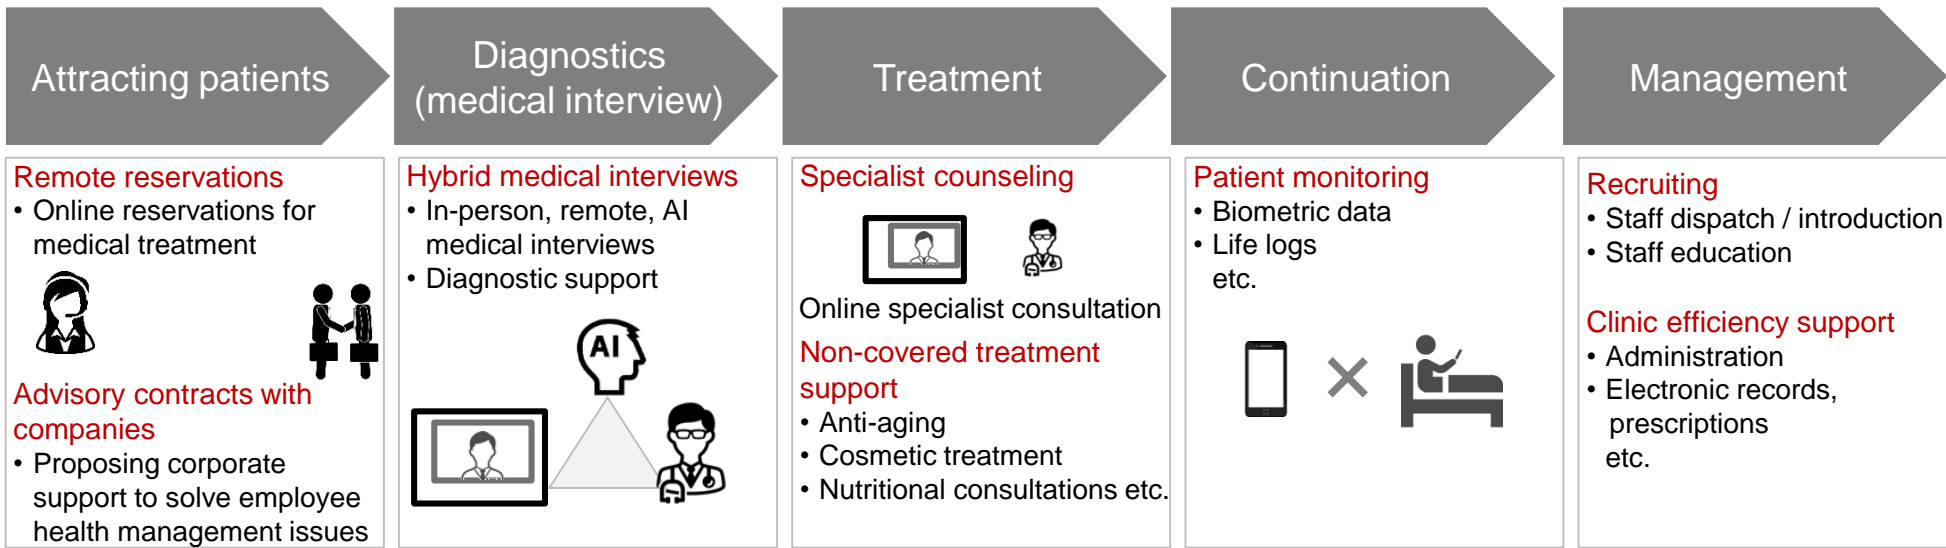 Attracting patients
Diagnostics
(medical interview)
Treatment
Continuation
Management
Remote reservations
• Online reservations for
medical treatment
Advisory contracts with
companies
• Proposing corporate
support to solve employee
health management issues
Hybrid medical interviews
• In-person, remote, AI
medical interviews
• Diagnostic support
AI
Specialist counseling
Online specialist consultation
Non-covered treatment
support
• Anti-aging
• Cosmetic treatment
• Nutritional consultations etc.
Patient monitoring
• Biometric data
• Life logs
etc.
Recruiting
• Staff dispatch / introduction
• Staff education
Clinic efficiency support
• Administration
• Electronic records,
prescriptions
etc.